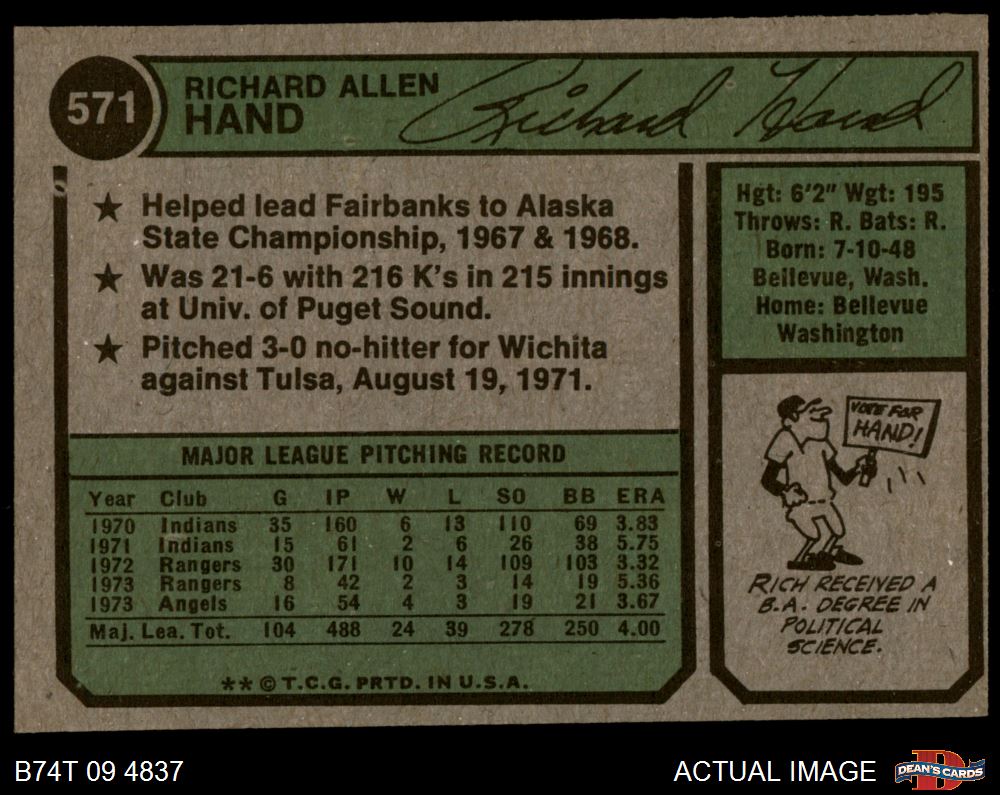 571
RICHARD ALLEN
HAND
Richard Hand
★ Helped lead Fairbanks to Alaska
State Championship, 1967 & 1968.
★ Was 21-6 with 216 K's in 215 innings
at Univ. of Puget Sound.
★ Pitched 3-0 no-hitter for Wichita
against Tulsa, August 19, 1971.
MAJOR LEAGUE PITCHING RECORD
Year Club G IP W L SO BB ERA
1970 Indians 35 160 6 13 110 69 3.83
1971 Indians 15 61 2 6 26 38 5.75
1972 Rangers 30 171 10 14 109 103 3.32
1973 Rangers 8 42 2 3 14 19 5.36
1973 Angels 16 54 4 3 19 21 3.67
Maj. Lea. Tot. 104 488 24 39 278 250 4.00
** © T.C.G. PRTD. IN U.S.A.
Hgt: 6'2" Wgt: 195
Throws: R. Bats: R.
Born: 7-10-48
Bellevue, Wash.
Home: Bellevue
Washington
VOTE FOR
HAND!
RICH RECEIVED A
B.A. DEGREE IN
POLITICAL
SCIENCE.
B74T 09 4837
ACTUAL IMAGE
DEAN'S CARDS